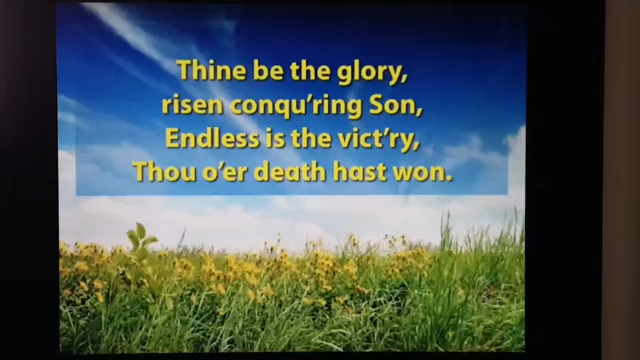 Thine be the glory,
risen conqu'ring Son,
Endless is the vict'ry,
Thou o'er death hast won.